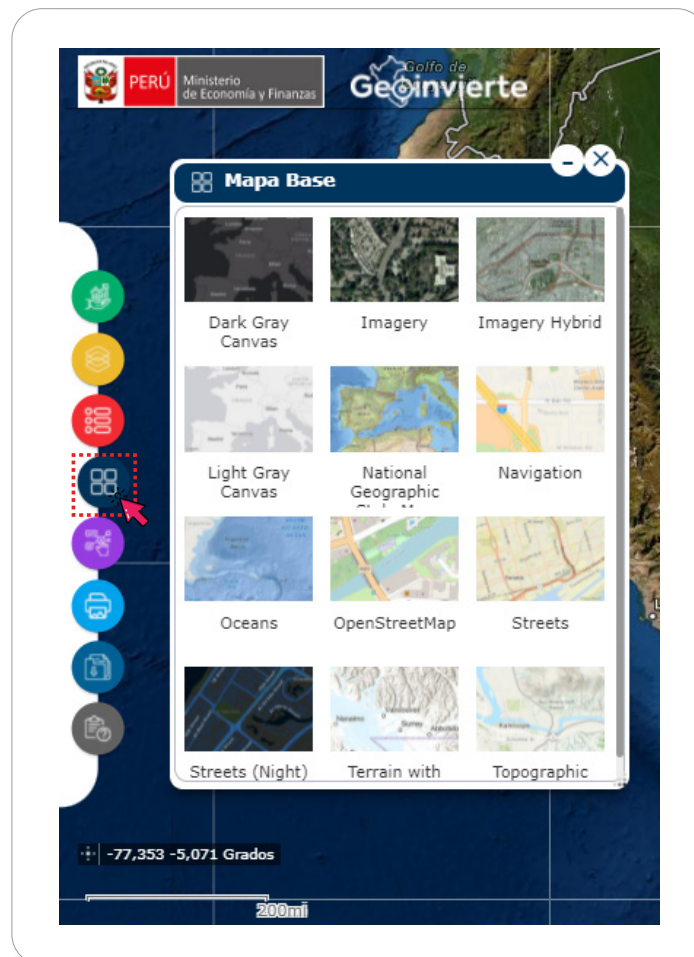 Golfo de
PERÚ
Ministerio
de Economía y Finanzas
Geoinvierte
Mapa Base
Dark Gray
Canvas
Imagery
Imagery Hybrid
Light Gray
Canvas
National
Geographic
Navigation
Oceans
OpenStreetMap
Streets
Streets (Night)
Terrain with
Topographic
-77,353 -5,071 Grados
200mi